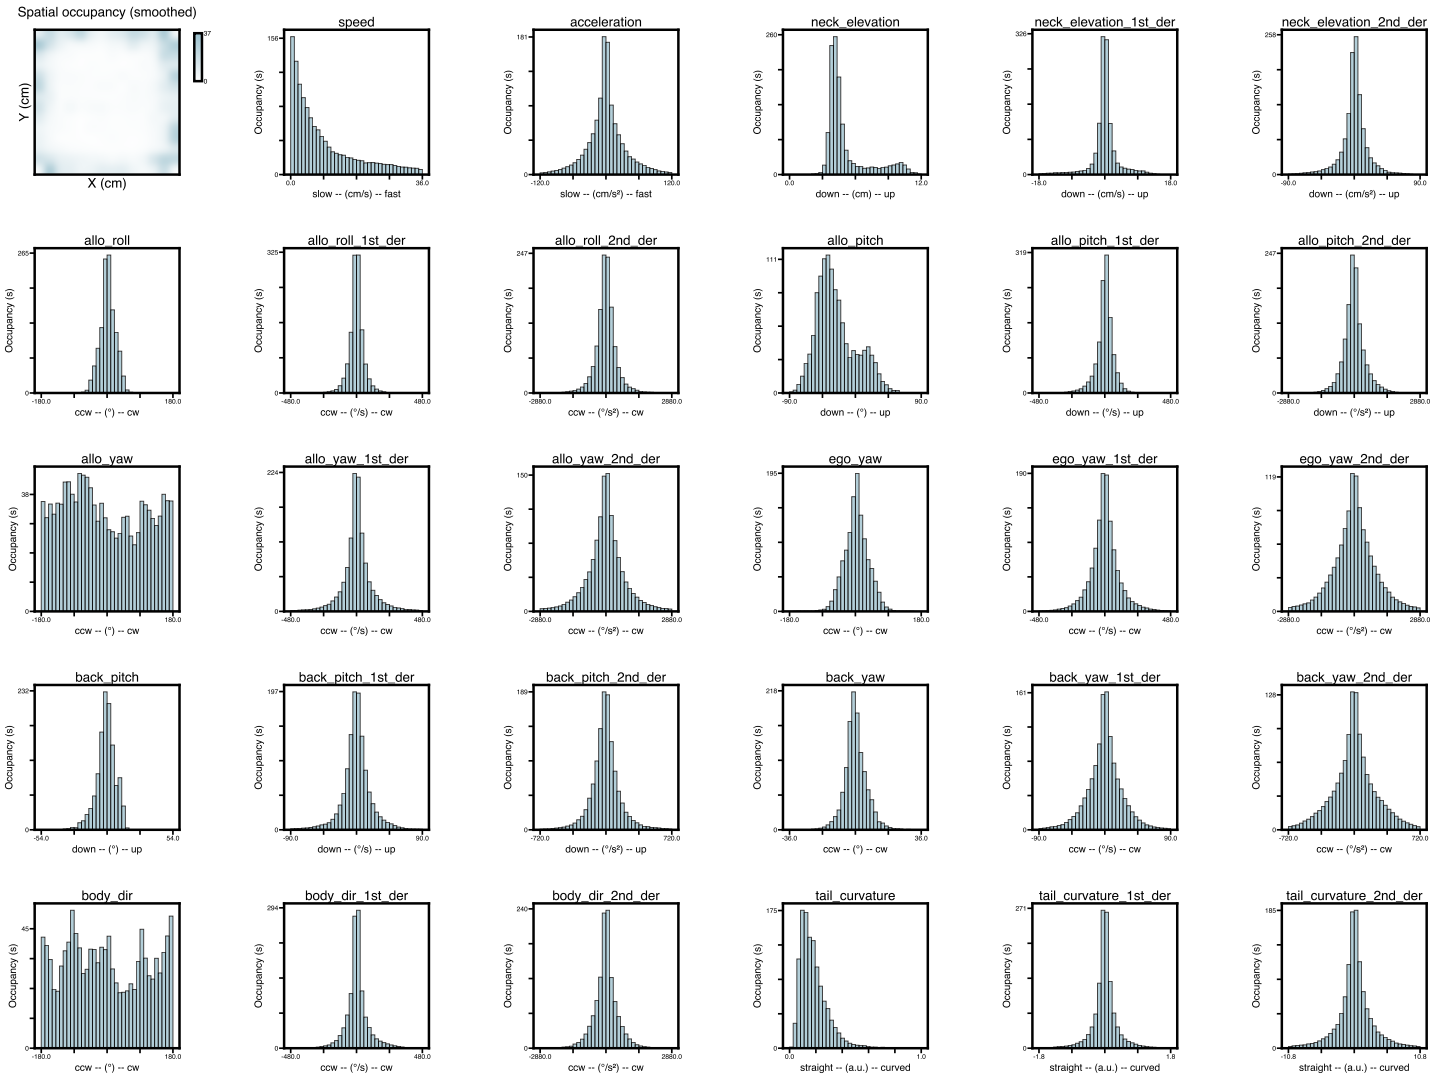 Spatial occupancy (smoothed)
37
0
Y (cm)
X (cm)
speed
156
0
Occupancy (s)
0.0 36.0
slow -- (cm/s) -- fast
acceleration
181
0
Occupancy (s)
-120.0 120.0
slow -- (cm/s²) -- fast
neck_elevation
260
0
Occupancy (s)
0.0 12.0
down -- (cm) -- up
neck_elevation_1st_der
326
0
Occupancy (s)
-18.0 18.0
down -- (cm/s) -- up
neck_elevation_2nd_der
258
0
Occupancy (s)
-90.0 90.0
down -- (cm/s²) -- up
allo_roll
265
0
Occupancy (s)
-180.0 180.0
ccw -- (°) -- cw
allo_roll_1st_der
325
0
Occupancy (s)
-480.0 480.0
ccw -- (°/s) -- cw
allo_roll_2nd_der
247
0
Occupancy (s)
-2880.0 2880.0
ccw -- (°/s²) -- cw
allo_pitch
111
0
Occupancy (s)
-90.0 90.0
down -- (°) -- up
allo_pitch_1st_der
319
0
Occupancy (s)
-480.0 480.0
down -- (°/s) -- up
allo_pitch_2nd_der
247
0
Occupancy (s)
-2880.0 2880.0
down -- (°/s²) -- up
allo_yaw
38
0
Occupancy (s)
-180.0 180.0
ccw -- (°) -- cw
allo_yaw_1st_der
224
0
Occupancy (s)
-480.0 480.0
ccw -- (°/s) -- cw
allo_yaw_2nd_der
150
0
Occupancy (s)
-2880.0 2880.0
ccw -- (°/s²) -- cw
ego_yaw
195
0
Occupancy (s)
-180.0 180.0
ccw -- (°) -- cw
ego_yaw_1st_der
190
0
Occupancy (s)
-480.0 480.0
ccw -- (°/s) -- cw
ego_yaw_2nd_der
119
0
Occupancy (s)
-2880.0 2880.0
ccw -- (°/s²) -- cw
back_pitch
232
0
Occupancy (s)
-54.0 54.0
down -- (°) -- up
back_pitch_1st_der
197
0
Occupancy (s)
-90.0 90.0
down -- (°/s) -- up
back_pitch_2nd_der
189
0
Occupancy (s)
-720.0 720.0
down -- (°/s²) -- up
back_yaw
218
0
Occupancy (s)
-36.0 36.0
ccw -- (°) -- cw
back_yaw_1st_der
161
0
Occupancy (s)
-90.0 90.0
ccw -- (°/s) -- cw
back_yaw_2nd_der
128
0
Occupancy (s)
-720.0 720.0
ccw -- (°/s²) -- cw
body_dir
45
0
Occupancy (s)
-180.0 180.0
ccw -- (°) -- cw
body_dir_1st_der
294
0
Occupancy (s)
-480.0 480.0
ccw -- (°/s) -- cw
body_dir_2nd_der
240
0
Occupancy (s)
-2880.0 2880.0
ccw -- (°/s²) -- cw
tail_curvature
175
0
Occupancy (s)
0.0 1.0
straight -- (a.u.) -- curved
tail_curvature_1st_der
271
0
Occupancy (s)
-1.8 1.8
straight -- (a.u.) -- curved
tail_curvature_2nd_der
185
0
Occupancy (s)
-10.8 10.8
straight -- (a.u.) -- curved